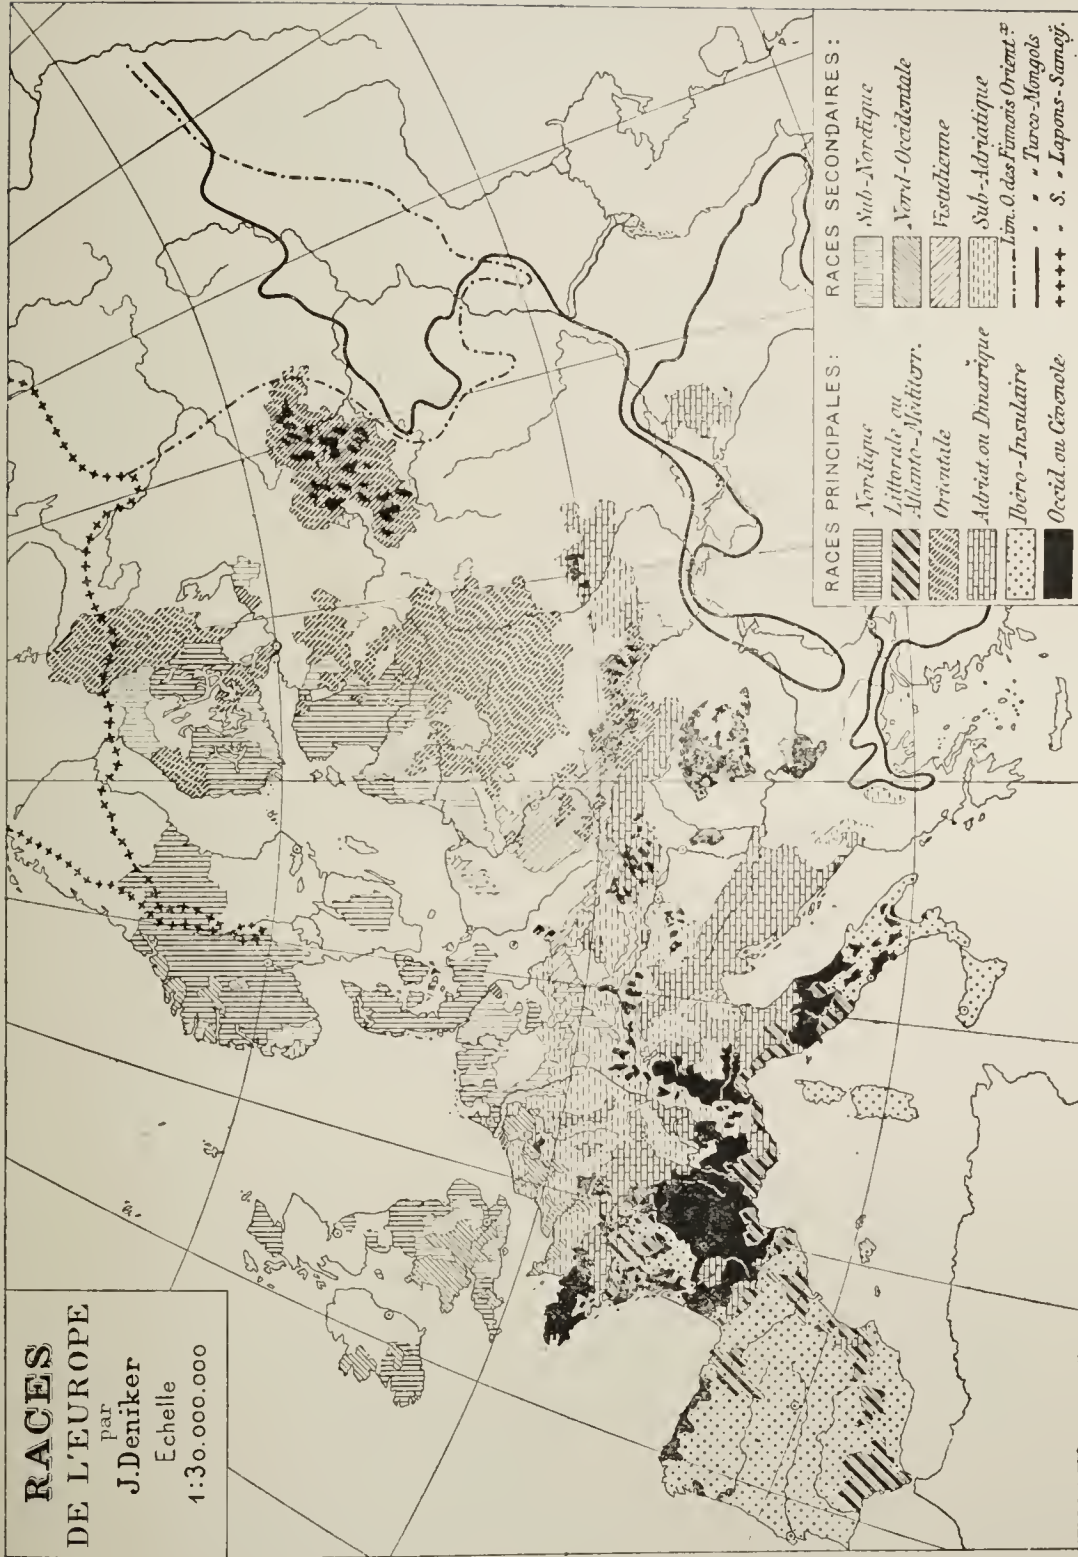 RACES
DE L'EUROPE
par
J.Deniker
Echelle
1:30.000.000
RACES PRINCIPALES:
Nordique
Littorale ou
Atlanto-Méditerr.
Orientale
Adriat. ou Dinarique
Ibéro-Insulaire
Occid. ou Cévenole
RACES SECONDAIRES:
Sub-Nordique
Nord-Occidentale
Vistulienne
Sub-Adriatique
Lim. O. des Finnois Orient.x
" " Turco-Mongols
" S. " Lapons-Samoy.